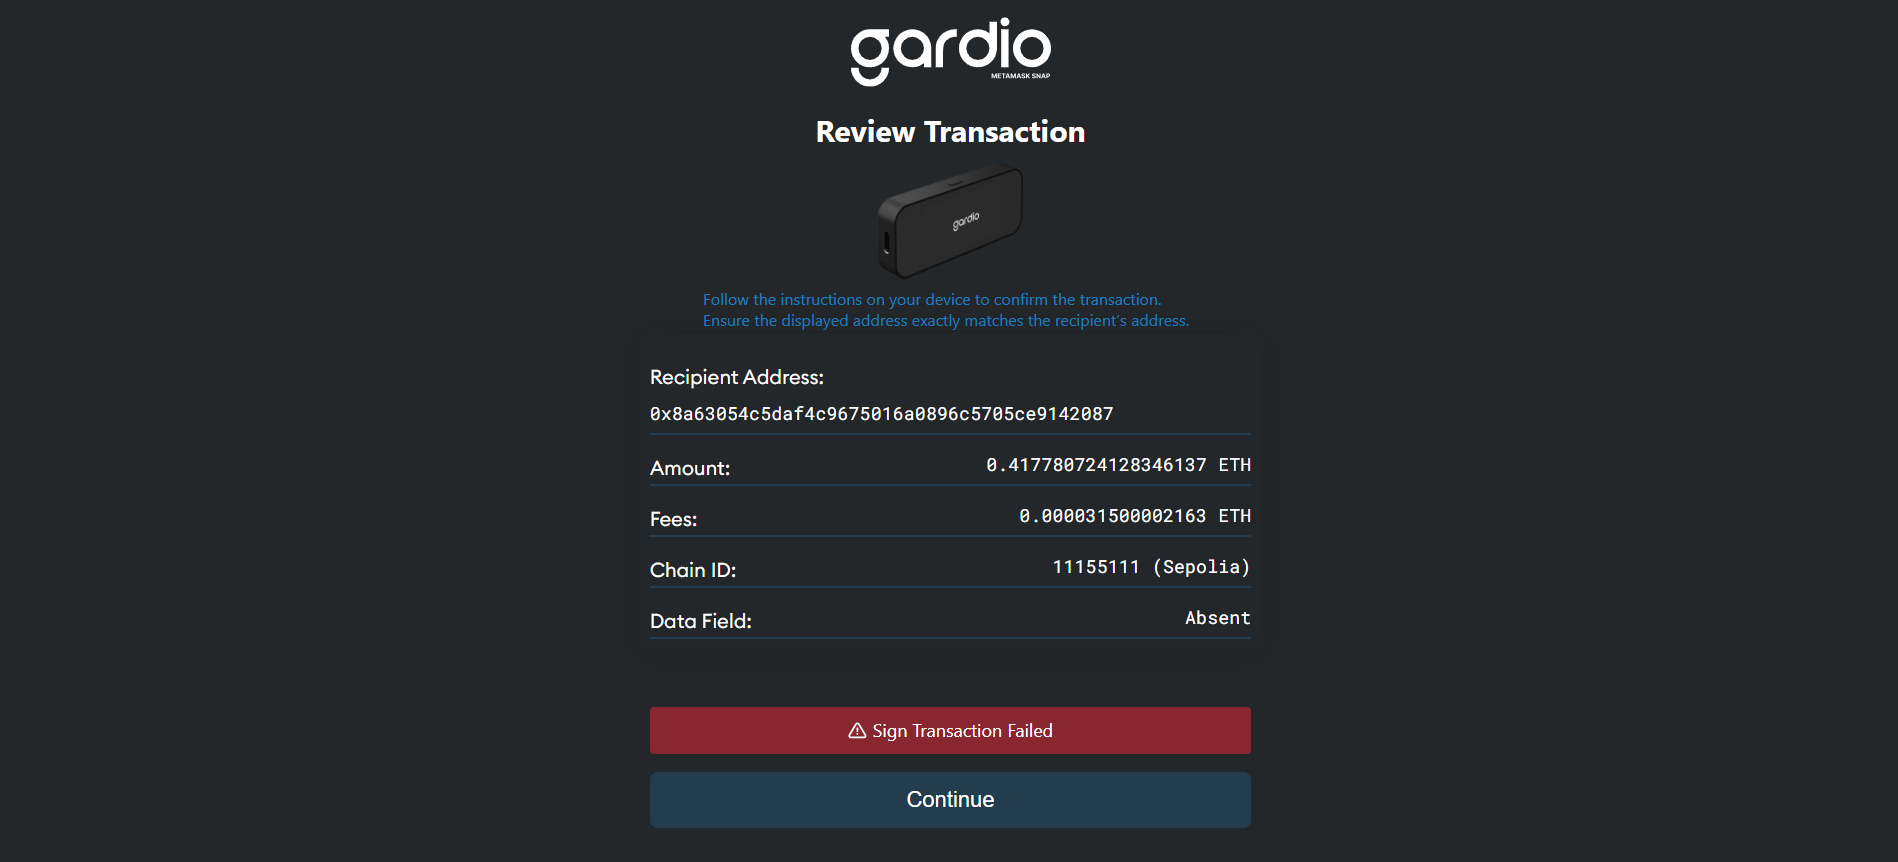 gardio
METAMASK SNAP
Review Transaction
gardio
Follow the instructions on your device to confirm the transaction.
Ensure the displayed address exactly matches the recipient's address.
Recipient Address:
0x8a63054c5daf4c9675016a0896c5705ce9142087
Amount: 0.417780724128346137 ETH
Fees: 0.000031500002163 ETH
Chain ID: 11155111 (Sepolia)
Data Field: Absent
Sign Transaction Failed
Continue